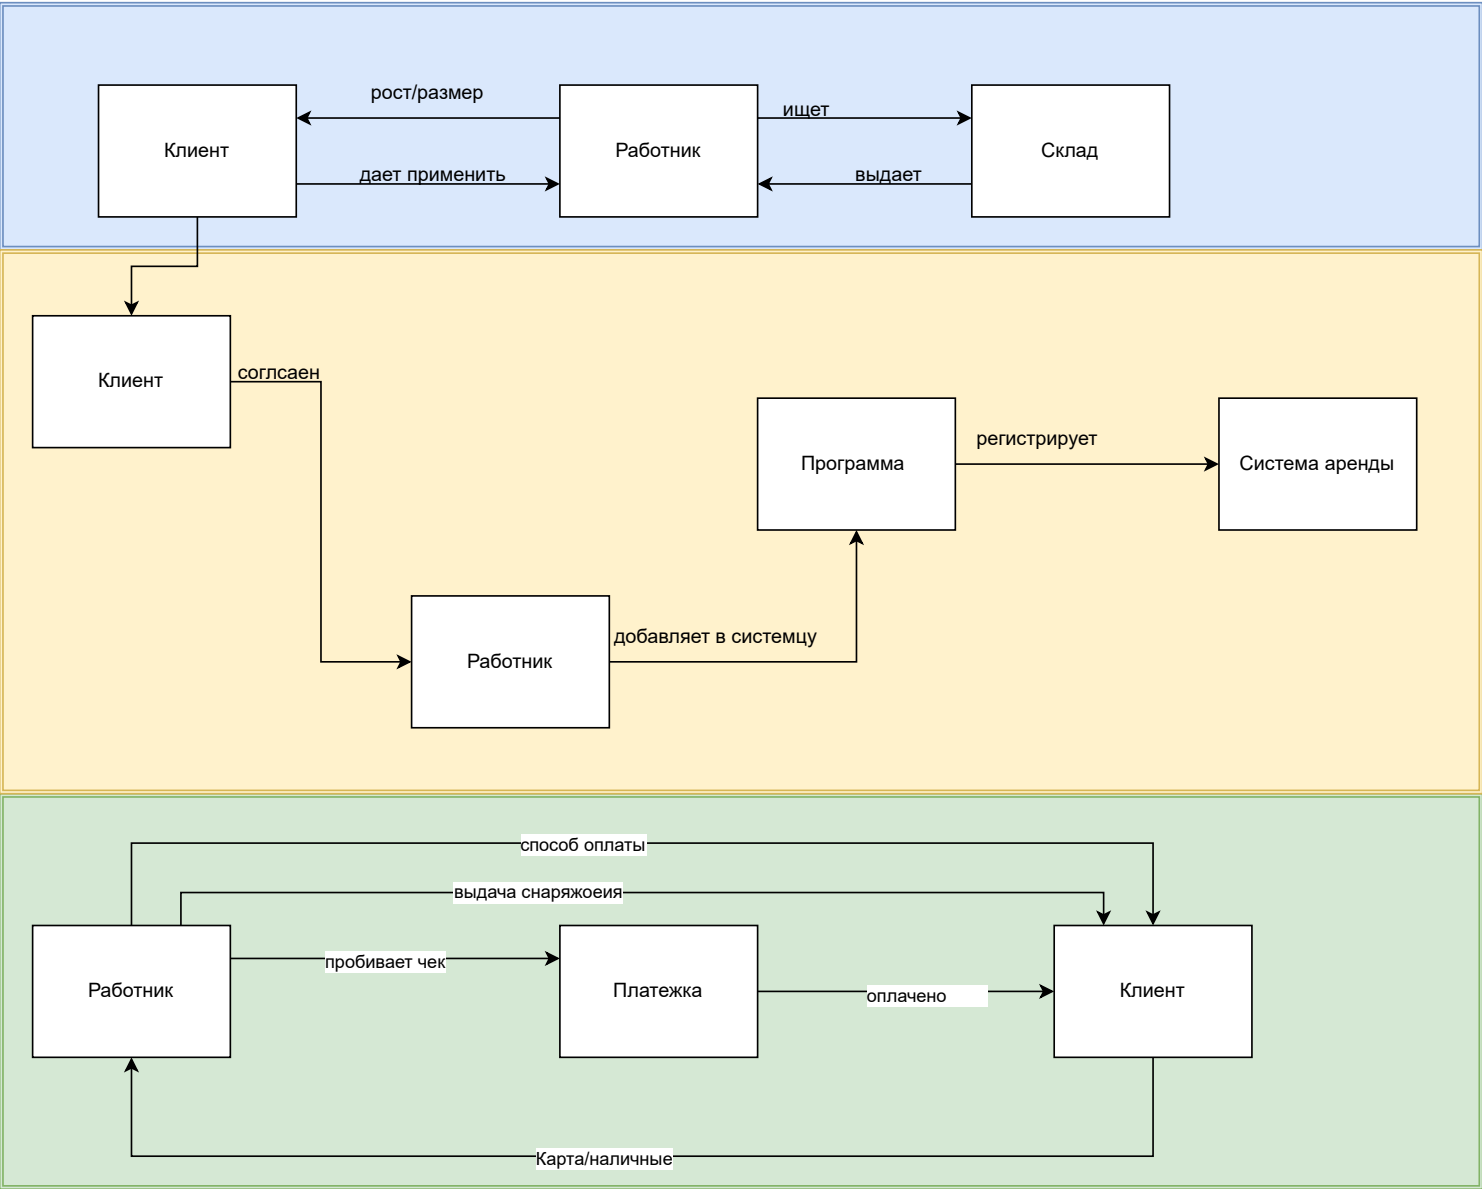 рост/размер
ищет
Клиент
Работник
Склад
дает применить
выдает
соглсаен
Клиент
регистрирует
Программа
Система аренды
добавляет в системцу
Работник
способ оплаты
выдача снаряжоеия
пробивает чек
Работник
Платежка
оплачено
Клиент
Карта/наличные